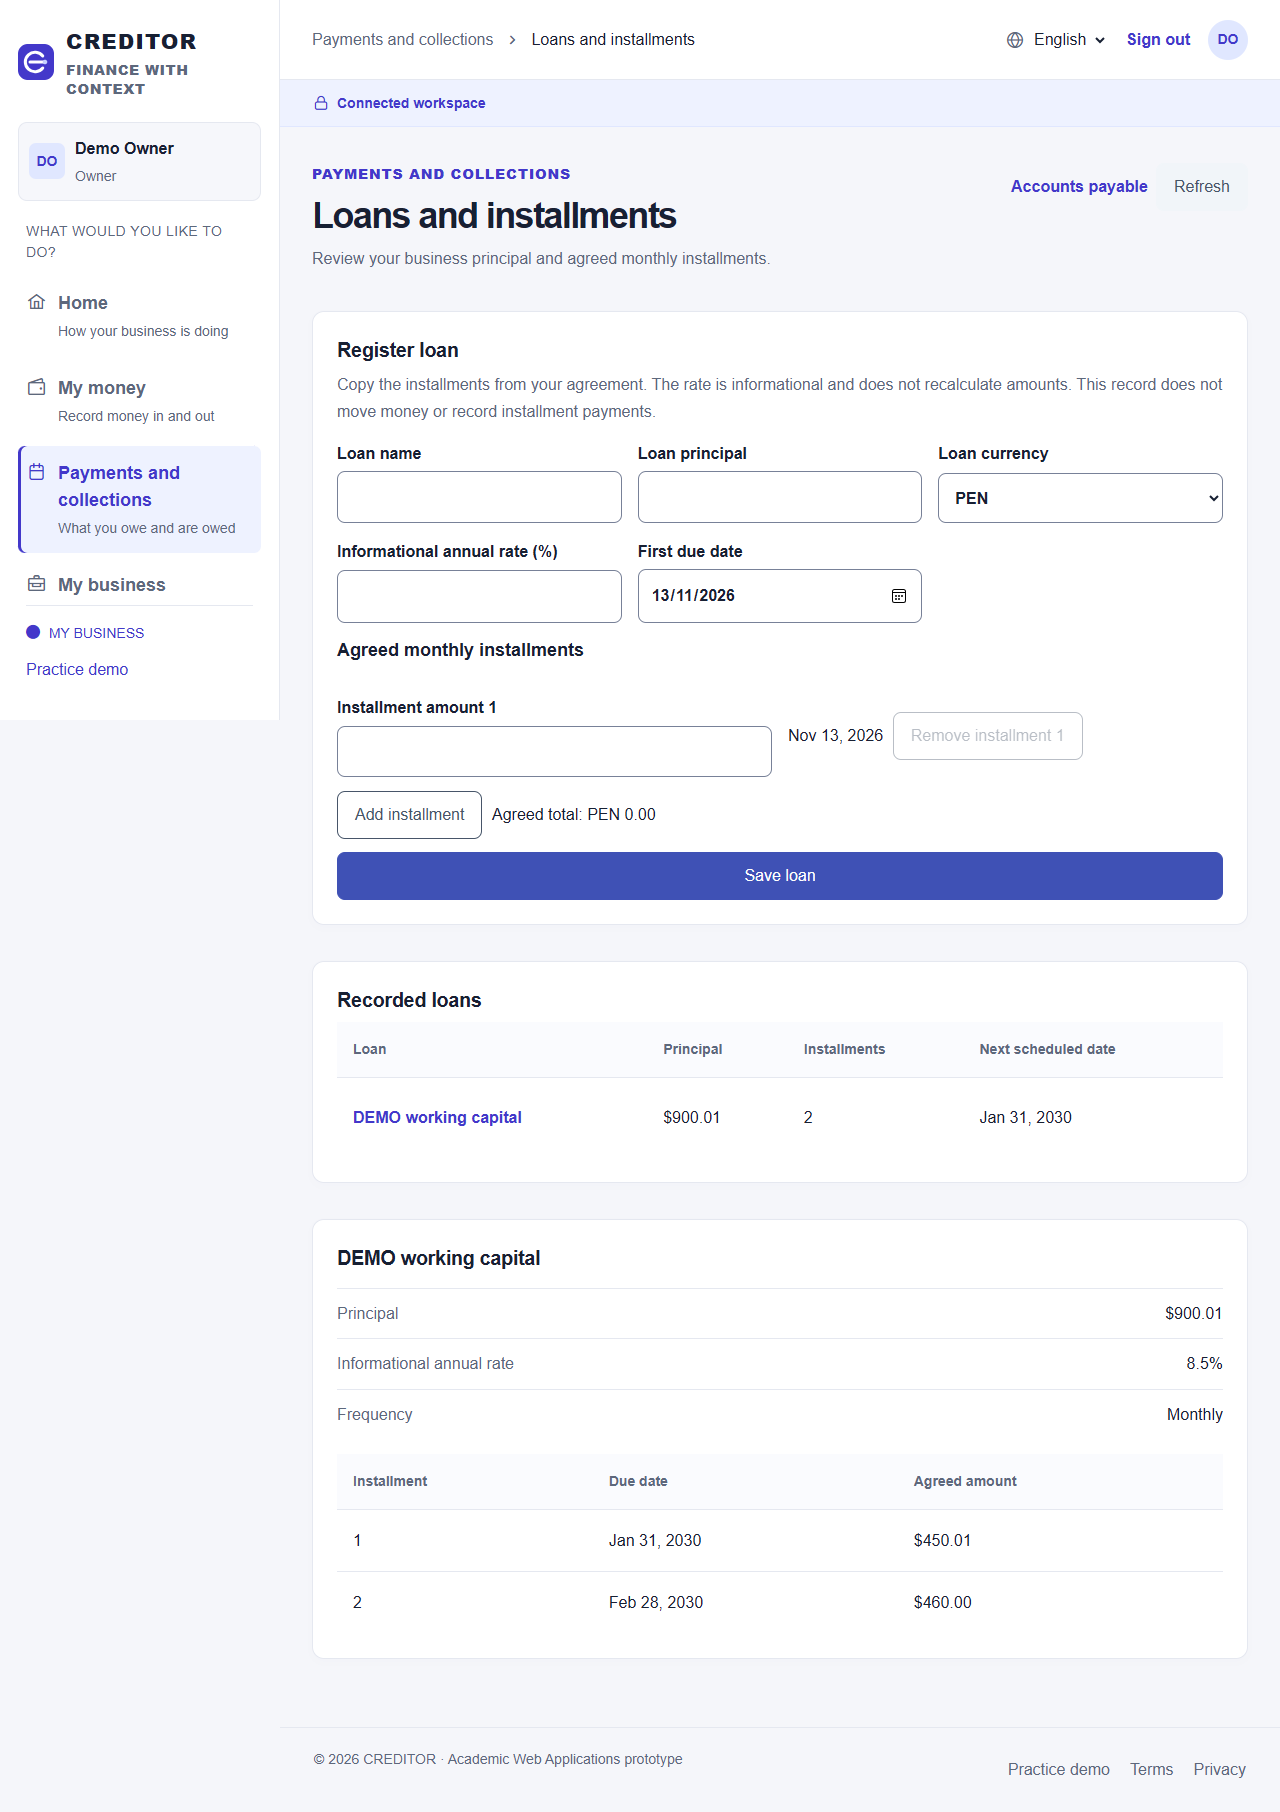 CREDITOR
FINANCE WITH
CONTEXT
DO
Demo Owner
Owner
WHAT WOULD YOU LIKE TO
DO?
Home
How your business is doing
My money
Record money in and out
Payments and
collections
What you owe and are owed
My business
MY BUSINESS
Practice demo
Payments and collections > Loans and installments
English
Sign out
DO
Connected workspace
PAYMENTS AND COLLECTIONS
Loans and installments
Review your business principal and agreed monthly installments.
Accounts payable
Refresh
Register loan
Copy the installments from your agreement. The rate is informational and does not recalculate amounts. This record does not
move money or record installment payments.
Loan name
Loan principal
Loan currency
PEN
Informational annual rate (%)
First due date
13/11/2026
Agreed monthly installments
Installment amount 1
Nov 13, 2026
Remove installment 1
Add installment
Agreed total: PEN 0.00
Save loan
Recorded loans
Loan Principal Installments Next scheduled date
DEMO working capital $900.01 2 Jan 31, 2030
DEMO working capital
Principal $900.01
Informational annual rate 8.5%
Frequency Monthly
Installment Due date Agreed amount
1 Jan 31, 2030 $450.01
2 Feb 28, 2030 $460.00
© 2026 CREDITOR · Academic Web Applications prototype
Practice demo Terms Privacy